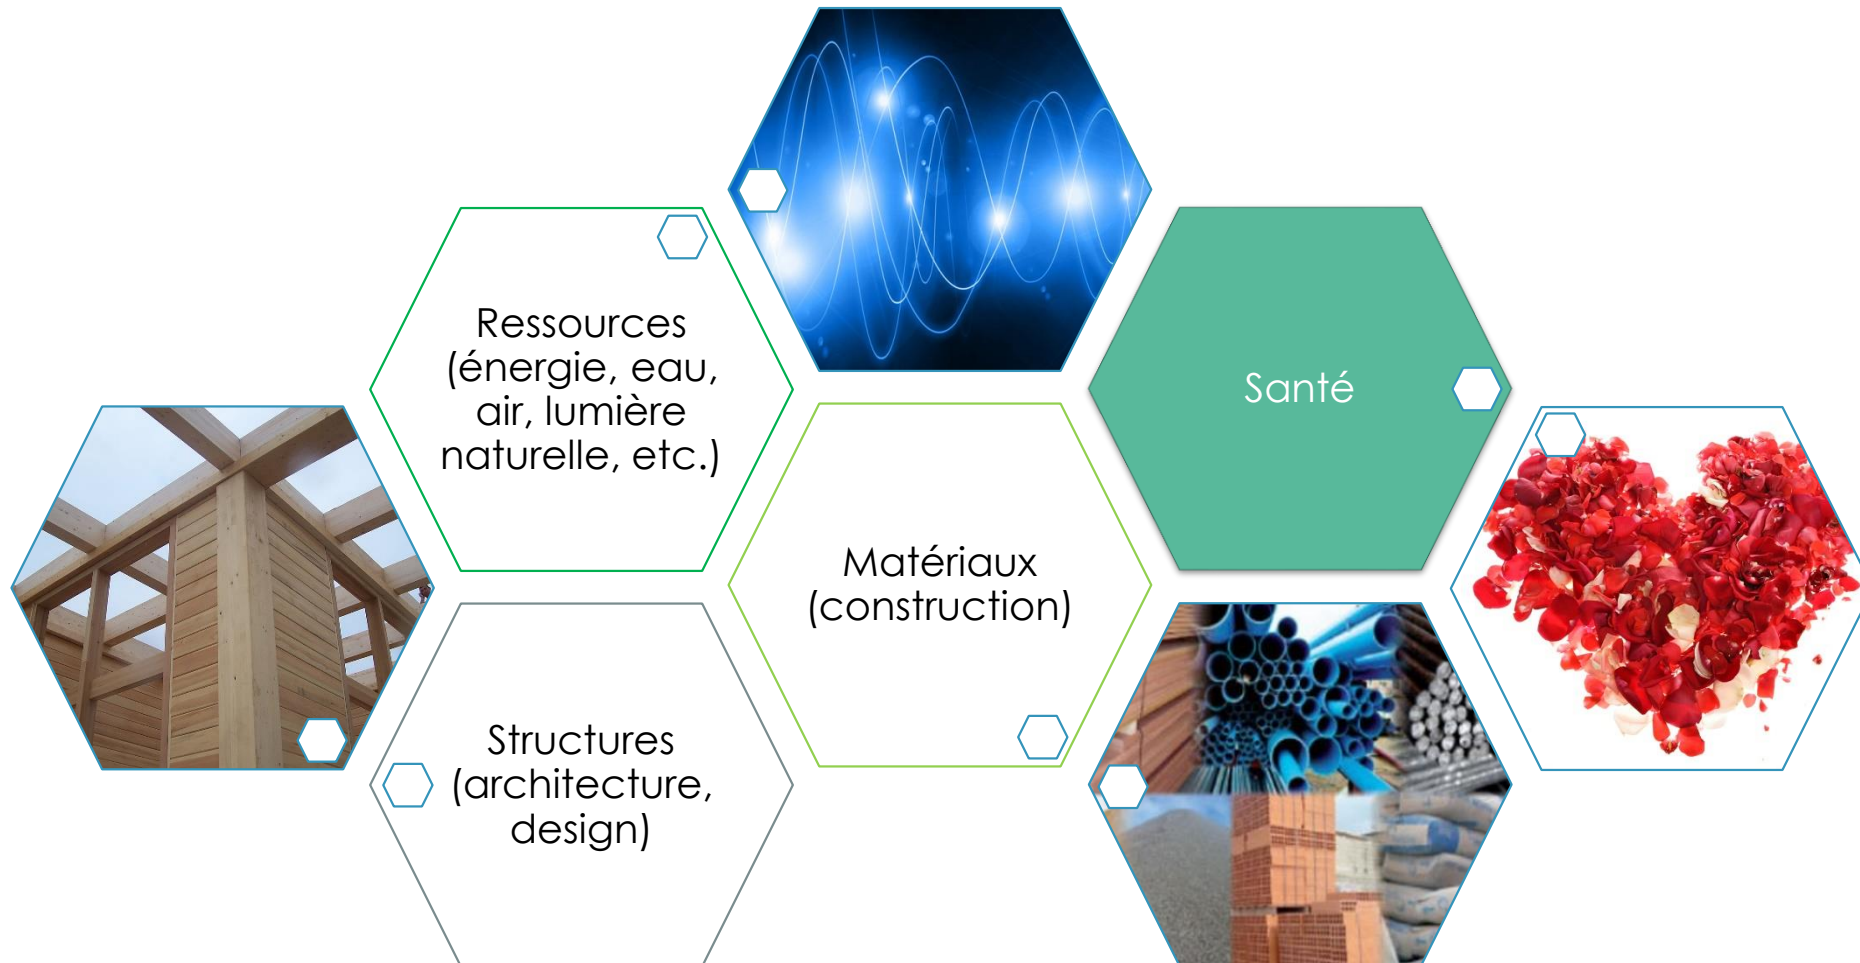 Ressources
(énergie, eau,
air, lumière
naturelle, etc.)
Santé
Matériaux
(construction)
Structures
(architecture,
design)